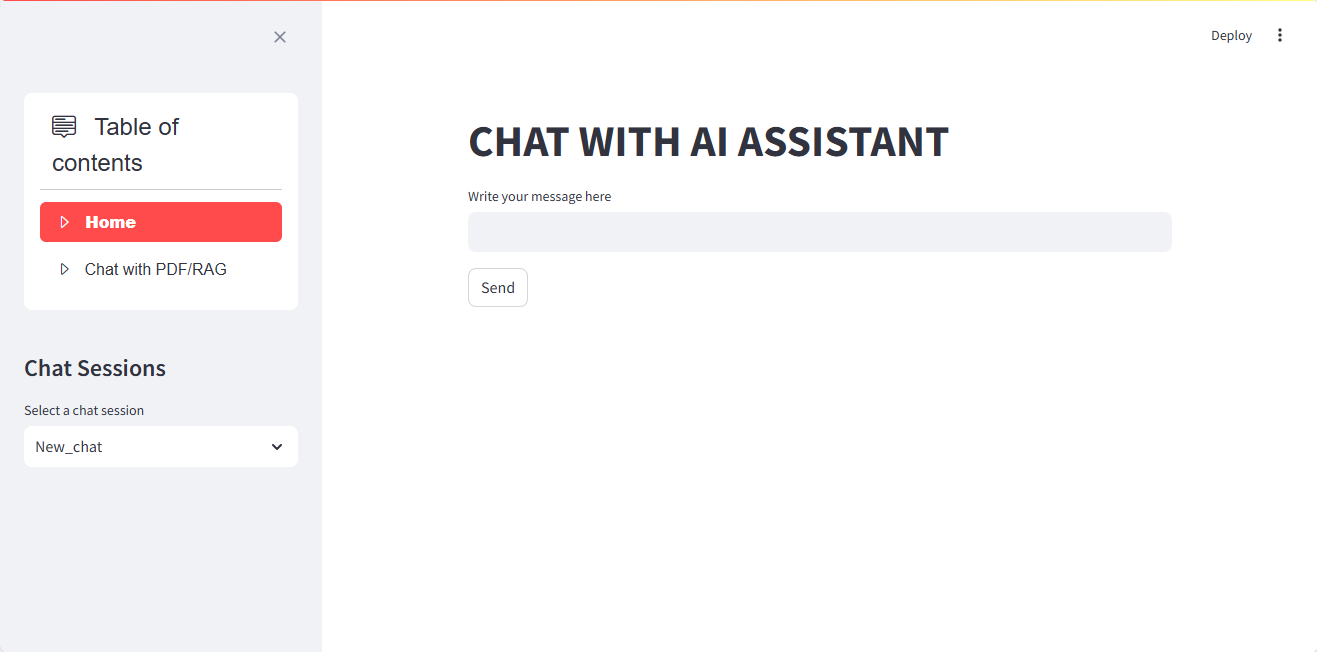 Deploy
Table of
contents
Home
Chat with PDF/RAG
Chat Sessions
Select a chat session
New_chat
CHAT WITH AI ASSISTANT
Write your message here
Send